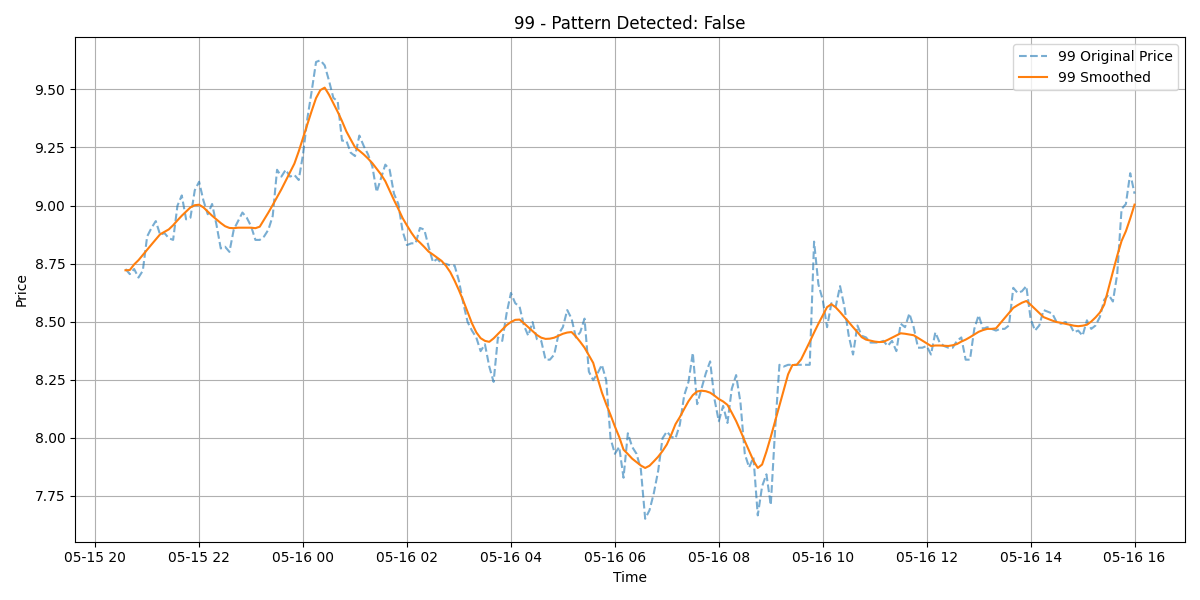 99 - Pattern Detected: False
99 Original Price
99 Smoothed
Price
9.50
9.25
9.00
8.75
8.50
8.25
8.00
7.75
05-15 20 05-15 22 05-16 00 05-16 02 05-16 04 05-16 06 05-16 08 05-16 10 05-16 12 05-16 14 05-16 16
Time